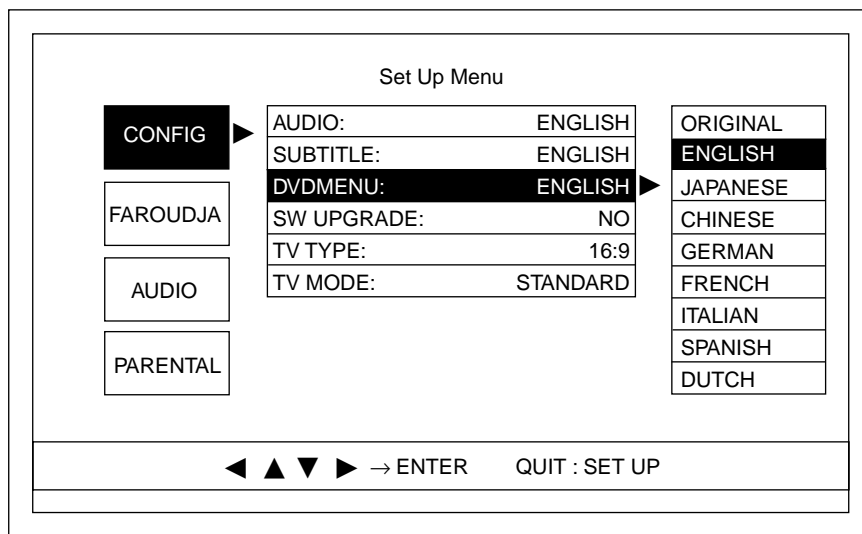 Set Up Menu
CONFIG
FAROUDJA
AUDIO
PARENTAL
AUDIO: ENGLISH
SUBTITLE: ENGLISH
DVDMENU: ENGLISH
SW UPGRADE: NO
TV TYPE: 16:9
TV MODE: STANDARD
ORIGINAL
ENGLISH
JAPANESE
CHINESE
GERMAN
FRENCH
ITALIAN
SPANISH
DUTCH
◀ ▲ ▼ ▶ → ENTER QUIT : SET UP